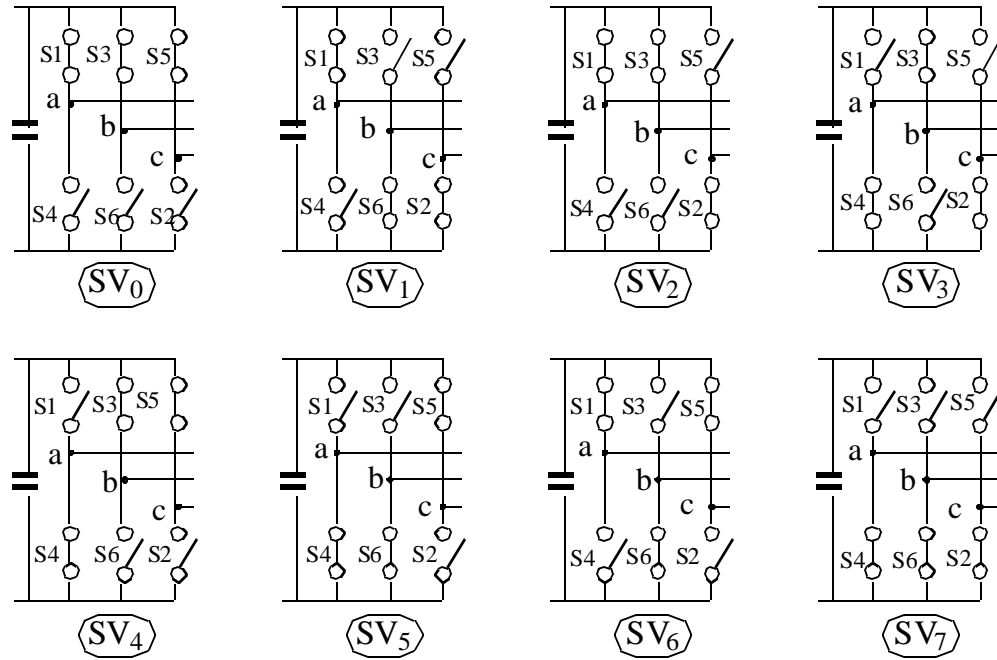 S1 S3 S5
a
b
c
S4 S6 S2
SV0
S1 S3 S5
a
b
c
S4 S6 S2
SV1
S1 S3 S5
a
b
c
S4 S6 S2
SV2
S1 S3 S5
a
b
c
S4 S6 S2
SV3
S1 S3 S5
a
b
c
S4 S6 S2
SV4
S1 S3 S5
a
b
c
S4 S6 S2
SV5
S1 S3 S5
a
b
c
S4 S6 S2
SV6
S1 S3 S5
a
b
c
S4 S6 S2
SV7